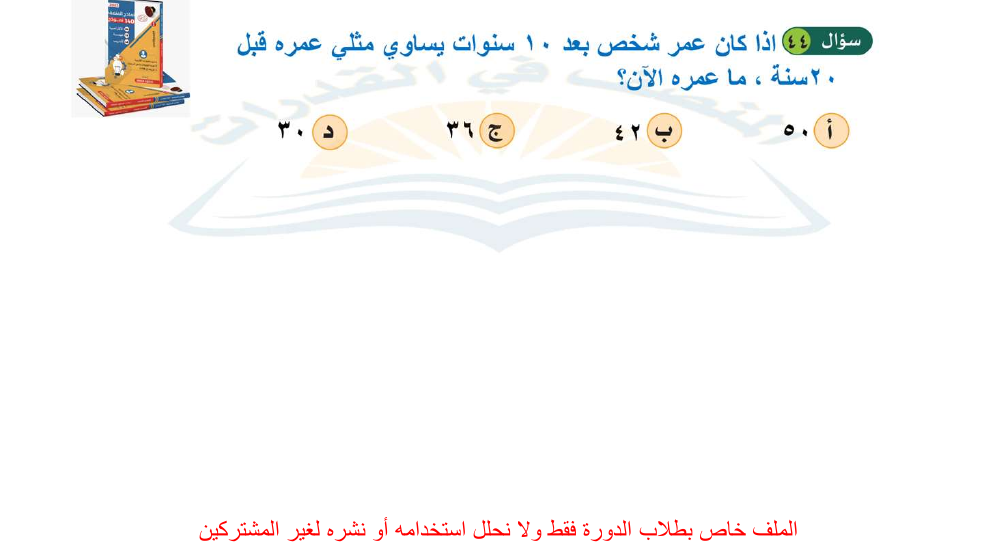 سؤال ٤٤ اذا كان عمر شخص بعد ١٠ سنوات يساوي مثلي عمره قبل
٢٠سنة ، ما عمره الآن؟
أ ٥٠ ب ٤٢ ج ٣٦ د ٣٠
الملف خاص بطلاب الدورة فقط ولا نحلل استخدامه أو نشره لغير المشتركين